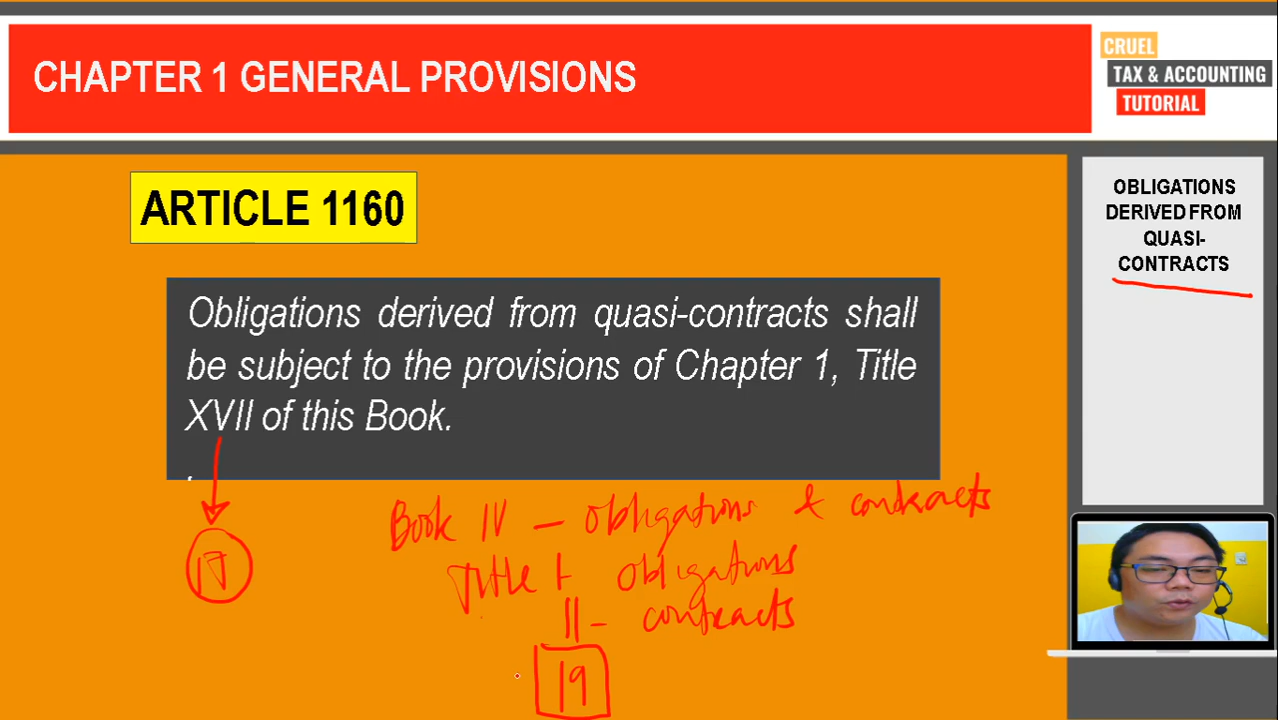 CHAPTER 1 GENERAL PROVISIONS
CRUEL
TAX & ACCOUNTING
TUTORIAL
ARTICLE 1160
OBLIGATIONS
DERIVED FROM
QUASI-
CONTRACTS
Obligations derived from quasi-contracts shall
be subject to the provisions of Chapter 1, Title
XVII of this Book.
17
Book IV – Obligations & contracts
Title I – Obligations
II – contracts
19